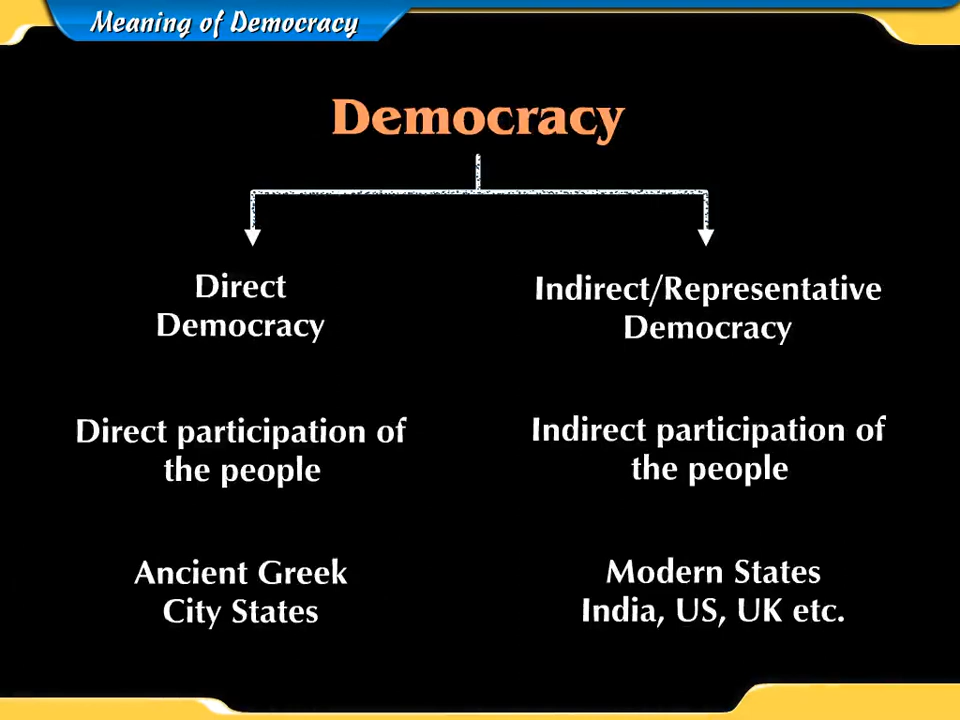 Meaning of Democracy
Democracy
Direct
Democracy
Indirect/Representative
Democracy
Direct participation of
the people
Indirect participation of
the people
Ancient Greek
City States
Modern States
India, US, UK etc.